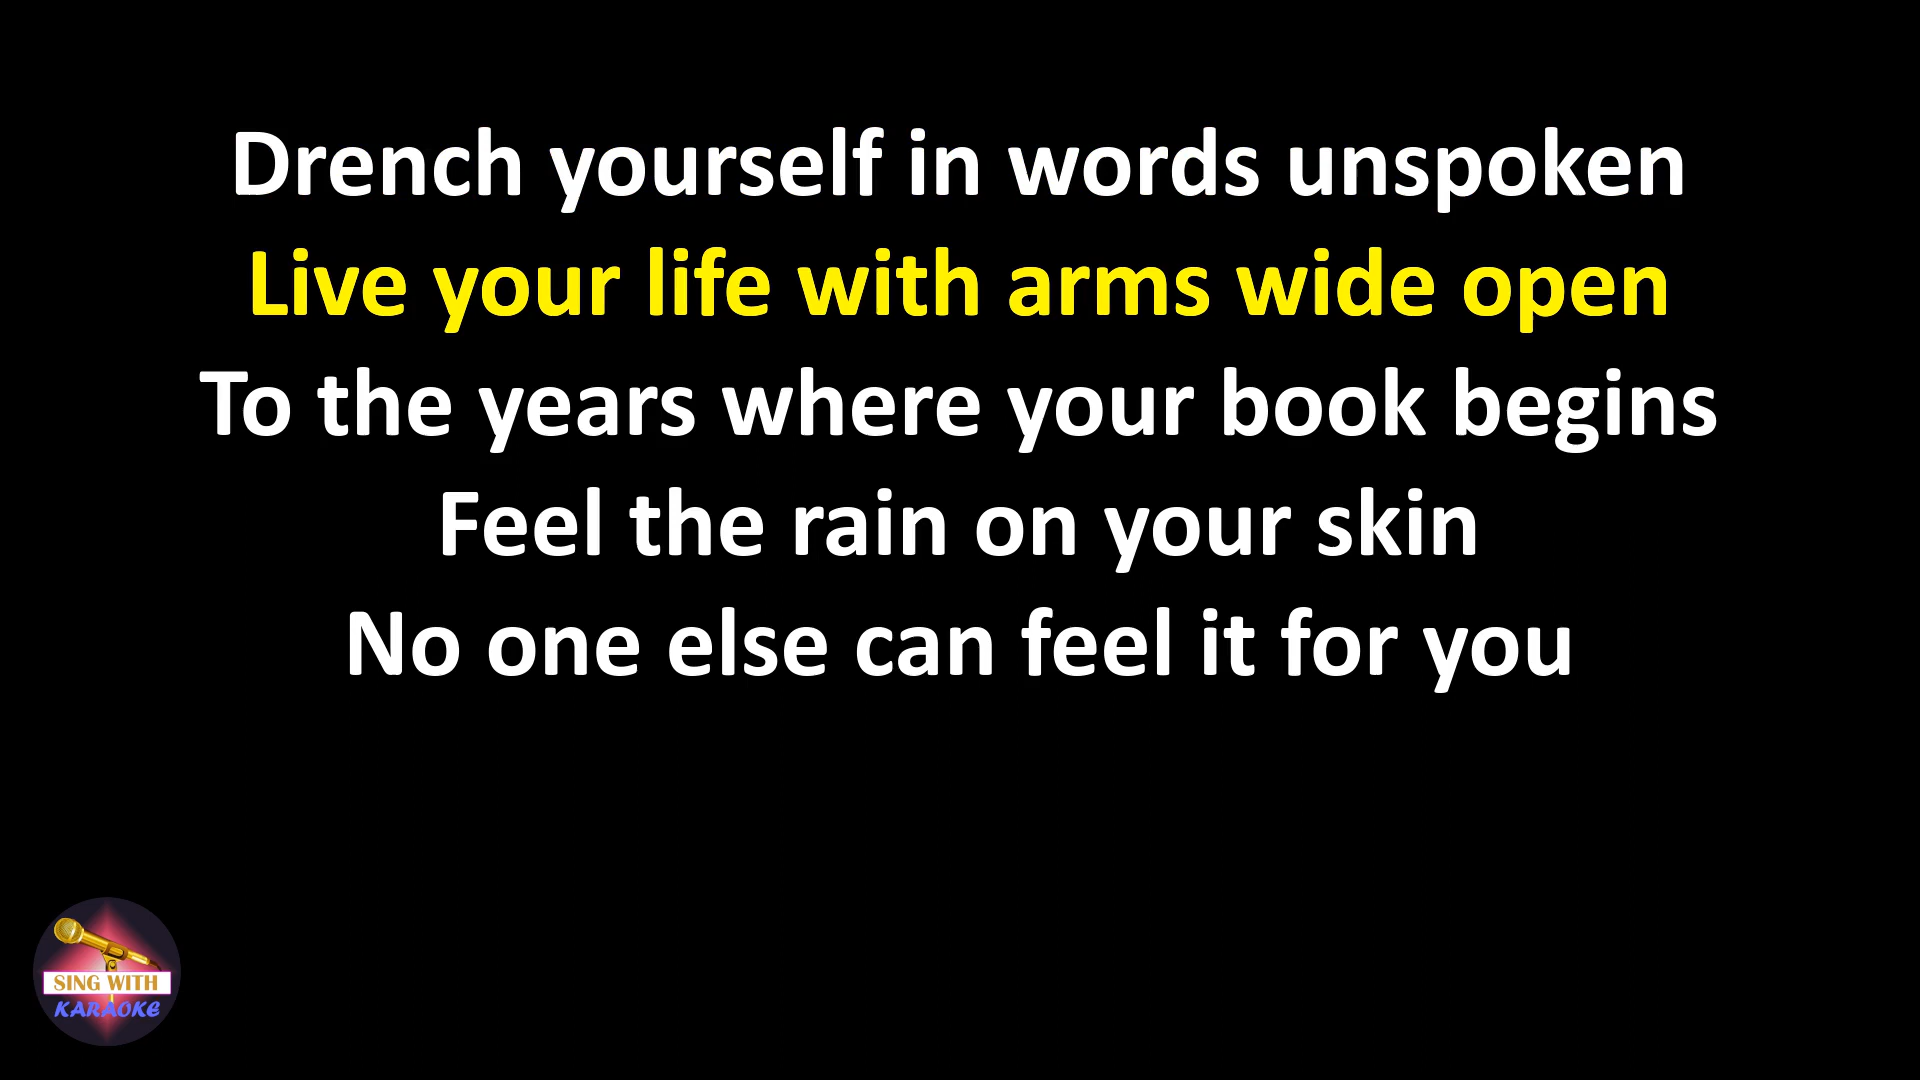 Drench yourself in words unspoken
Live your life with arms wide open
To the years where your book begins
Feel the rain on your skin
No one else can feel it for you
SING WITH
KARAOKE